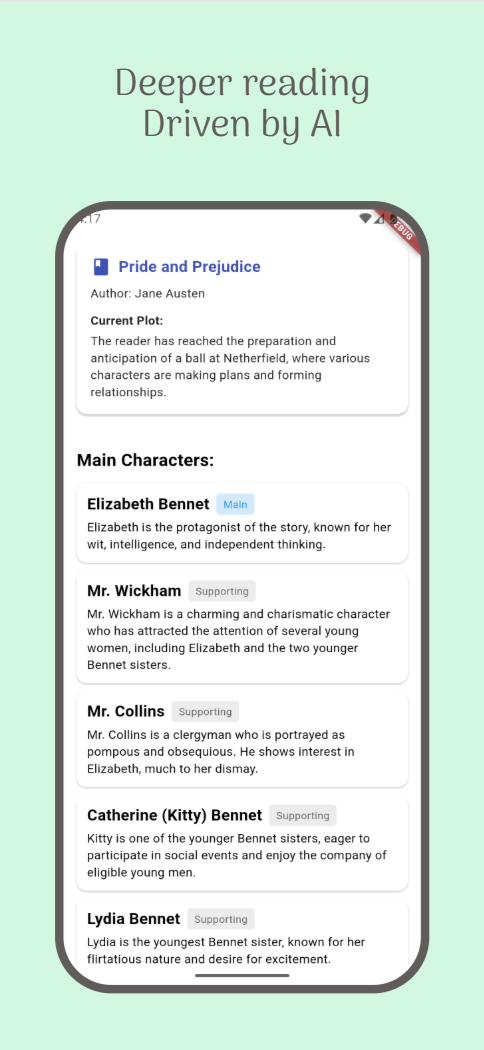 Deeper reading
Driven by AI
:17
Pride and Prejudice
Author: Jane Austen
Current Plot:
The reader has reached the preparation and
anticipation of a ball at Netherfield, where various
characters are making plans and forming
relationships.
Main Characters:
Elizabeth Bennet Main
Elizabeth is the protagonist of the story, known for her
wit, intelligence, and independent thinking.
Mr. Wickham Supporting
Mr. Wickham is a charming and charismatic character
who has attracted the attention of several young
women, including Elizabeth and the two younger
Bennet sisters.
Mr. Collins Supporting
Mr. Collins is a clergyman who is portrayed as
pompous and obsequious. He shows interest in
Elizabeth, much to her dismay.
Catherine (Kitty) Bennet Supporting
Kitty is one of the younger Bennet sisters, eager to
participate in social events and enjoy the company of
eligible young men.
Lydia Bennet Supporting
Lydia is the youngest Bennet sister, known for her
flirtatious nature and desire for excitement.